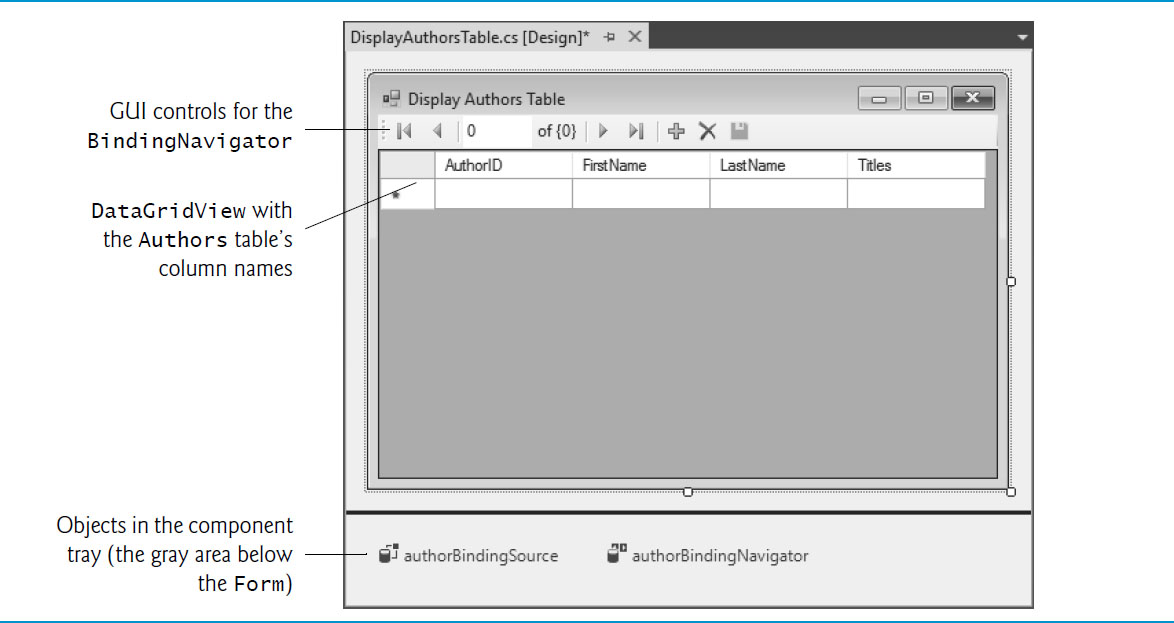 DisplayAuthorsTable.cs [Design]*
GUI controls for the
BindingNavigator
Display Authors Table
0 of {0}
AuthorID FirstName LastName Titles
*
DataGridView with
the Authors table’s
column names
Objects in the component
tray (the gray area below
the Form)
authorBindingSource authorBindingNavigator